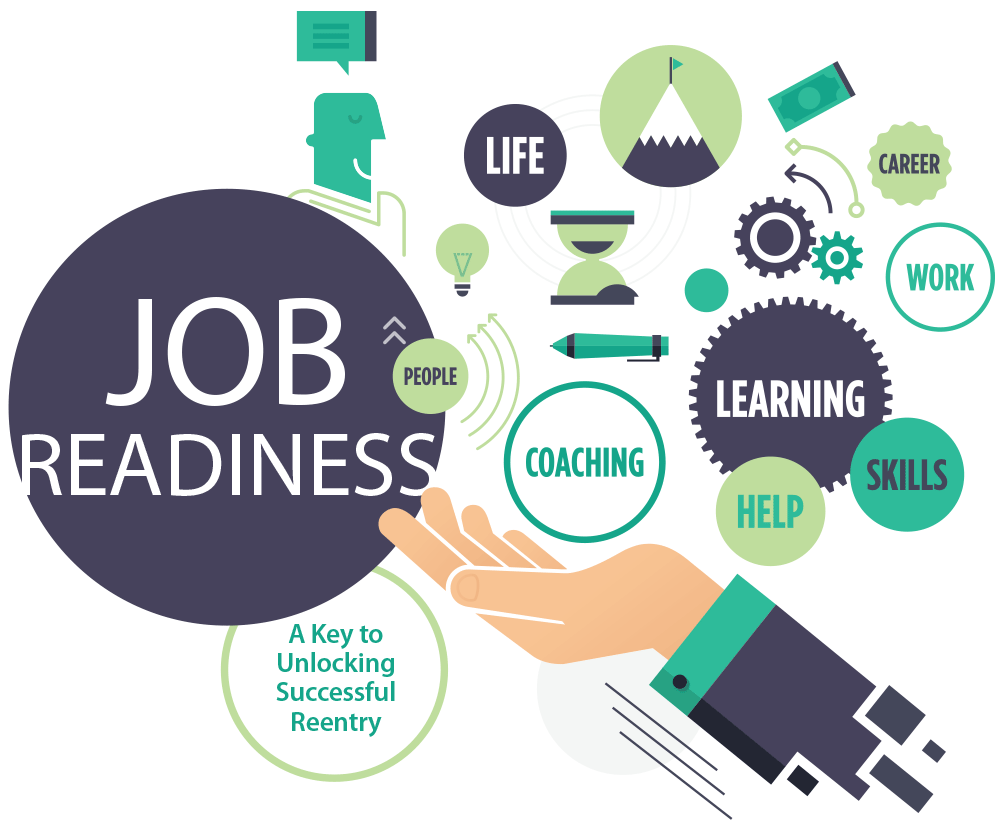 JOB
READINESS
PEOPLE
LIFE
CAREER
WORK
LEARNING
COACHING
SKILLS
HELP
A Key to
Unlocking
Successful
Reentry